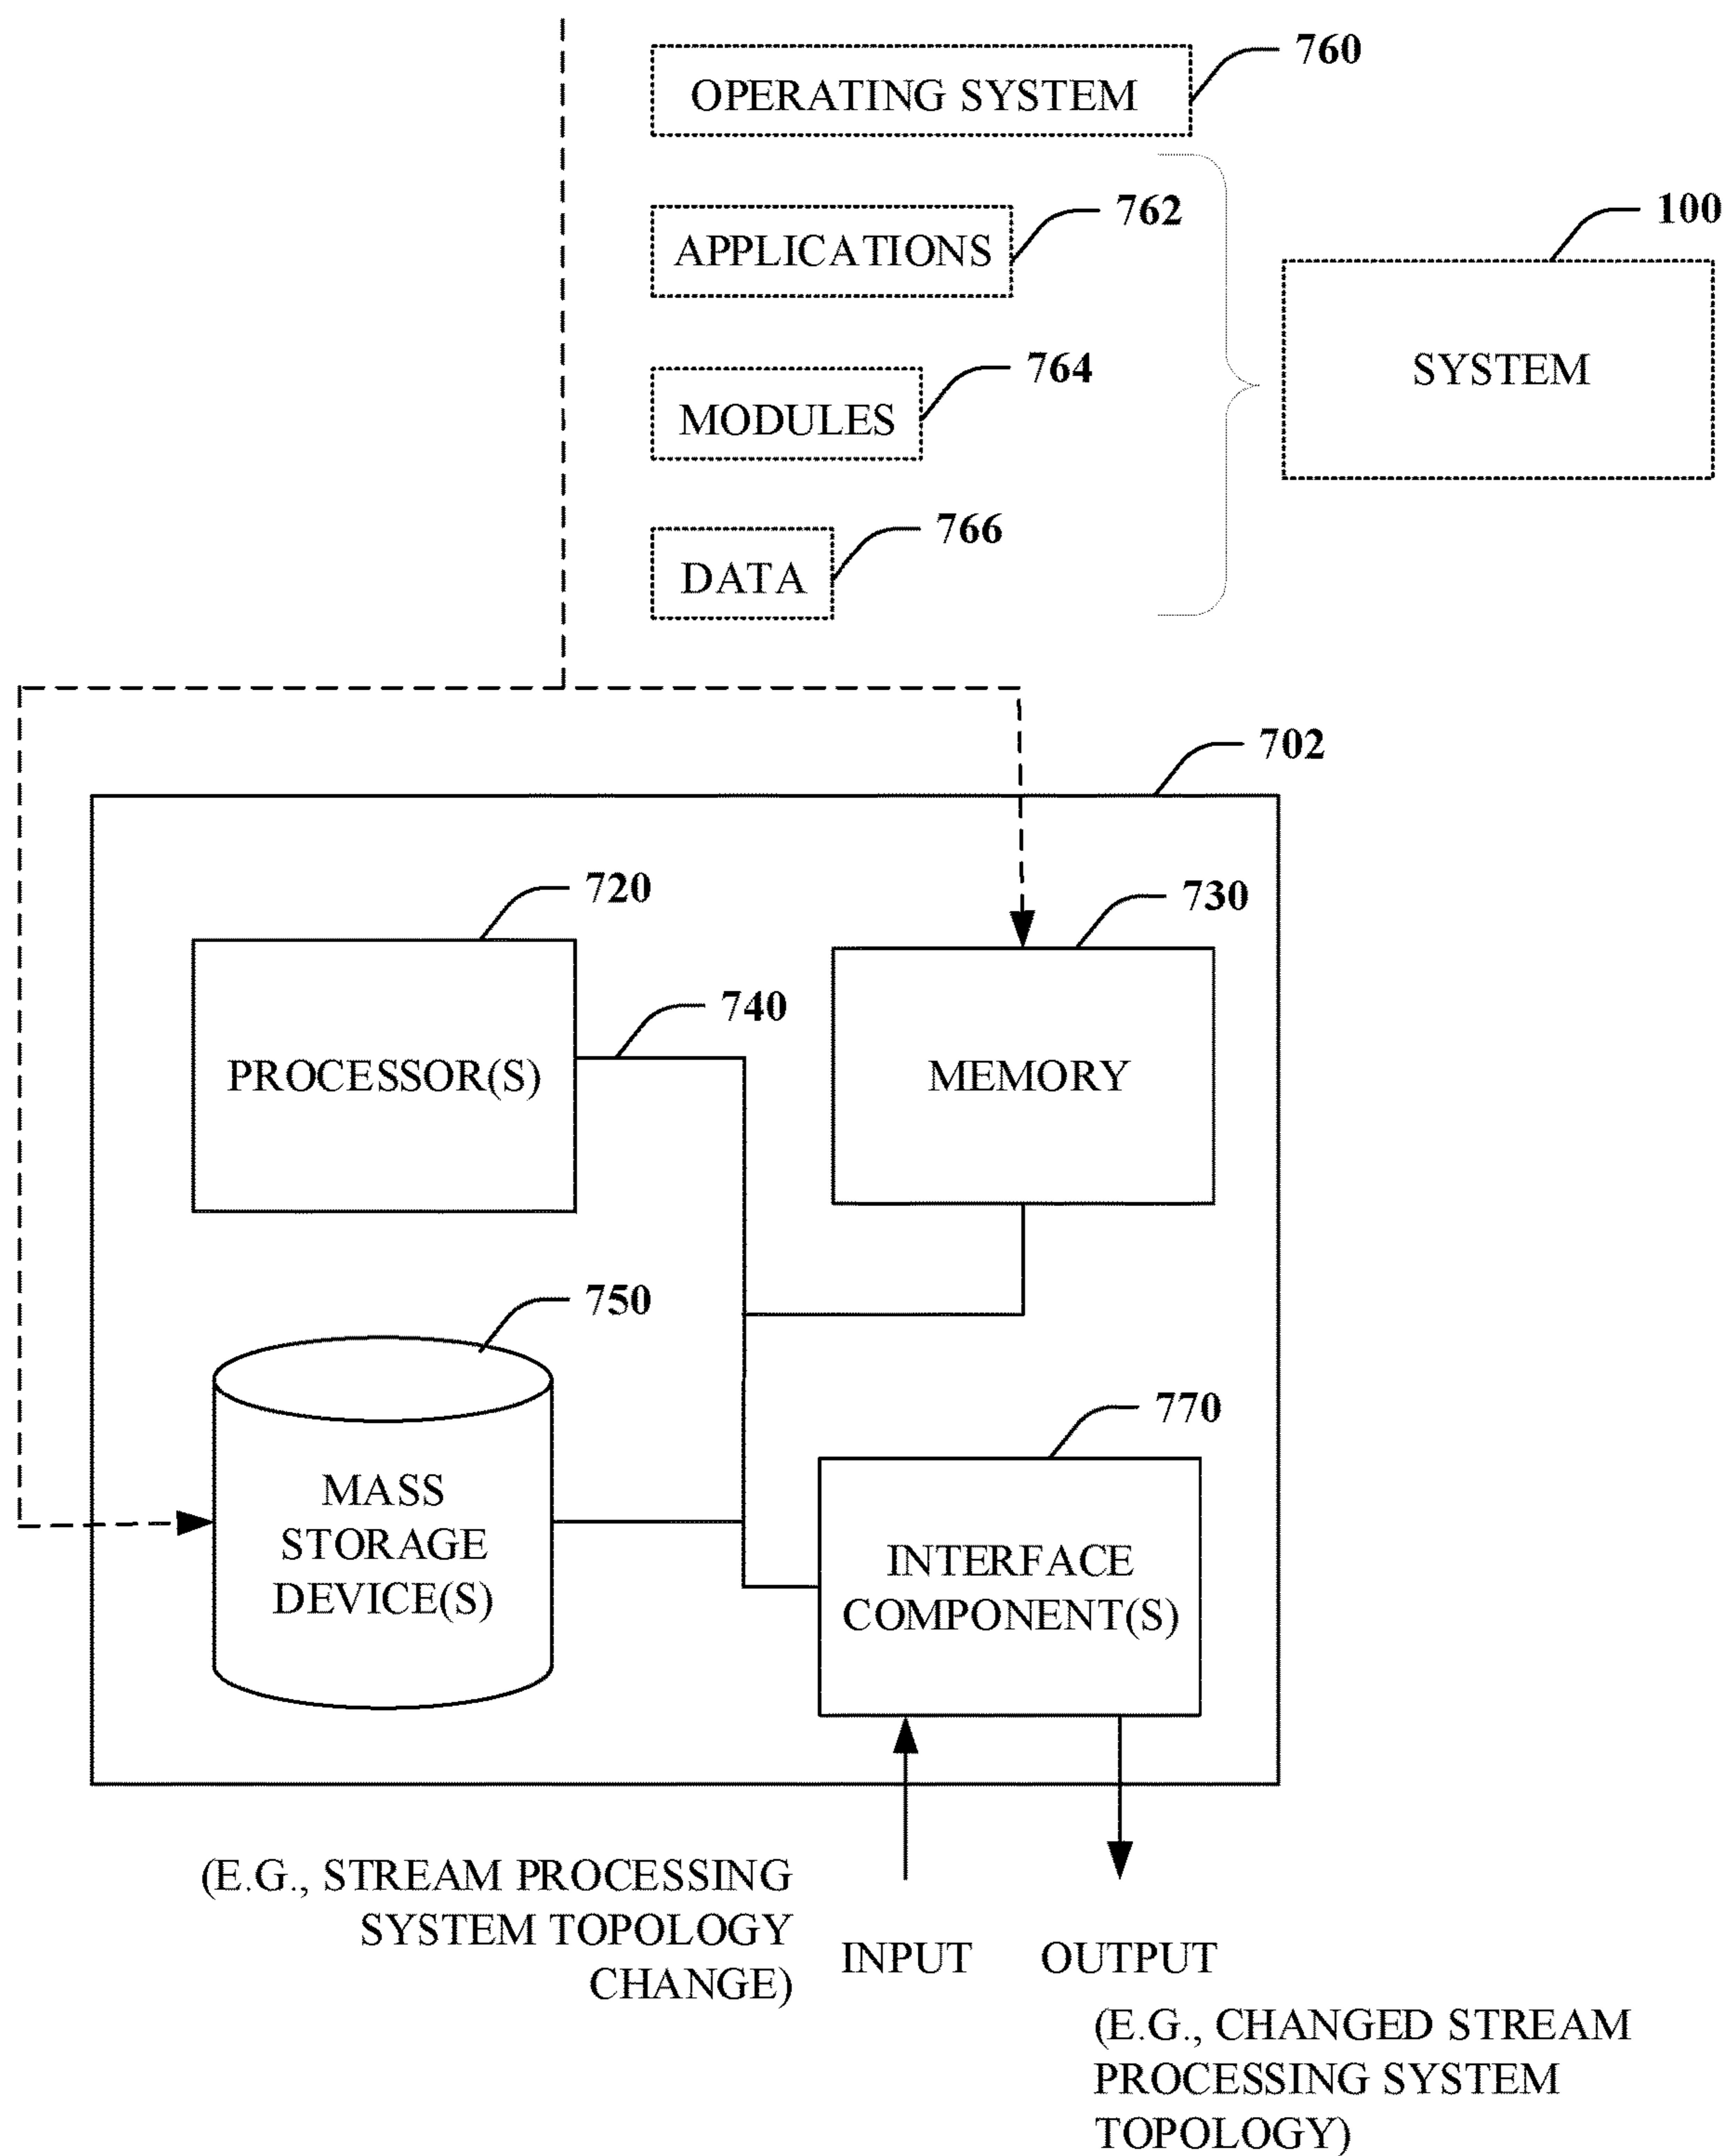 760
OPERATING SYSTEM
762
APPLICATIONS
100
SYSTEM
764
MODULES
766
DATA
702
720
730
740
PROCESSOR(S)
MEMORY
750
770
MASS
STORAGE
DEVICE(S)
INTERFACE
COMPONENT(S)
(E.G., STREAM PROCESSING
SYSTEM TOPOLOGY
CHANGE)
INPUT
OUTPUT
(E.G., CHANGED STREAM
PROCESSING SYSTEM
TOPOLOGY)